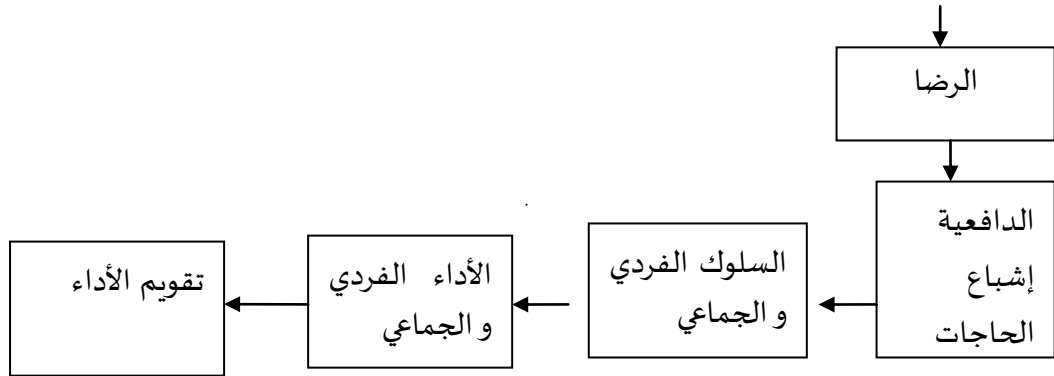 الرضا
الدافعية
إشباع
الحاجات
السلوك الفردي
و الجماعي
الأداء الفردي
و الجماعي
تقويم الأداء